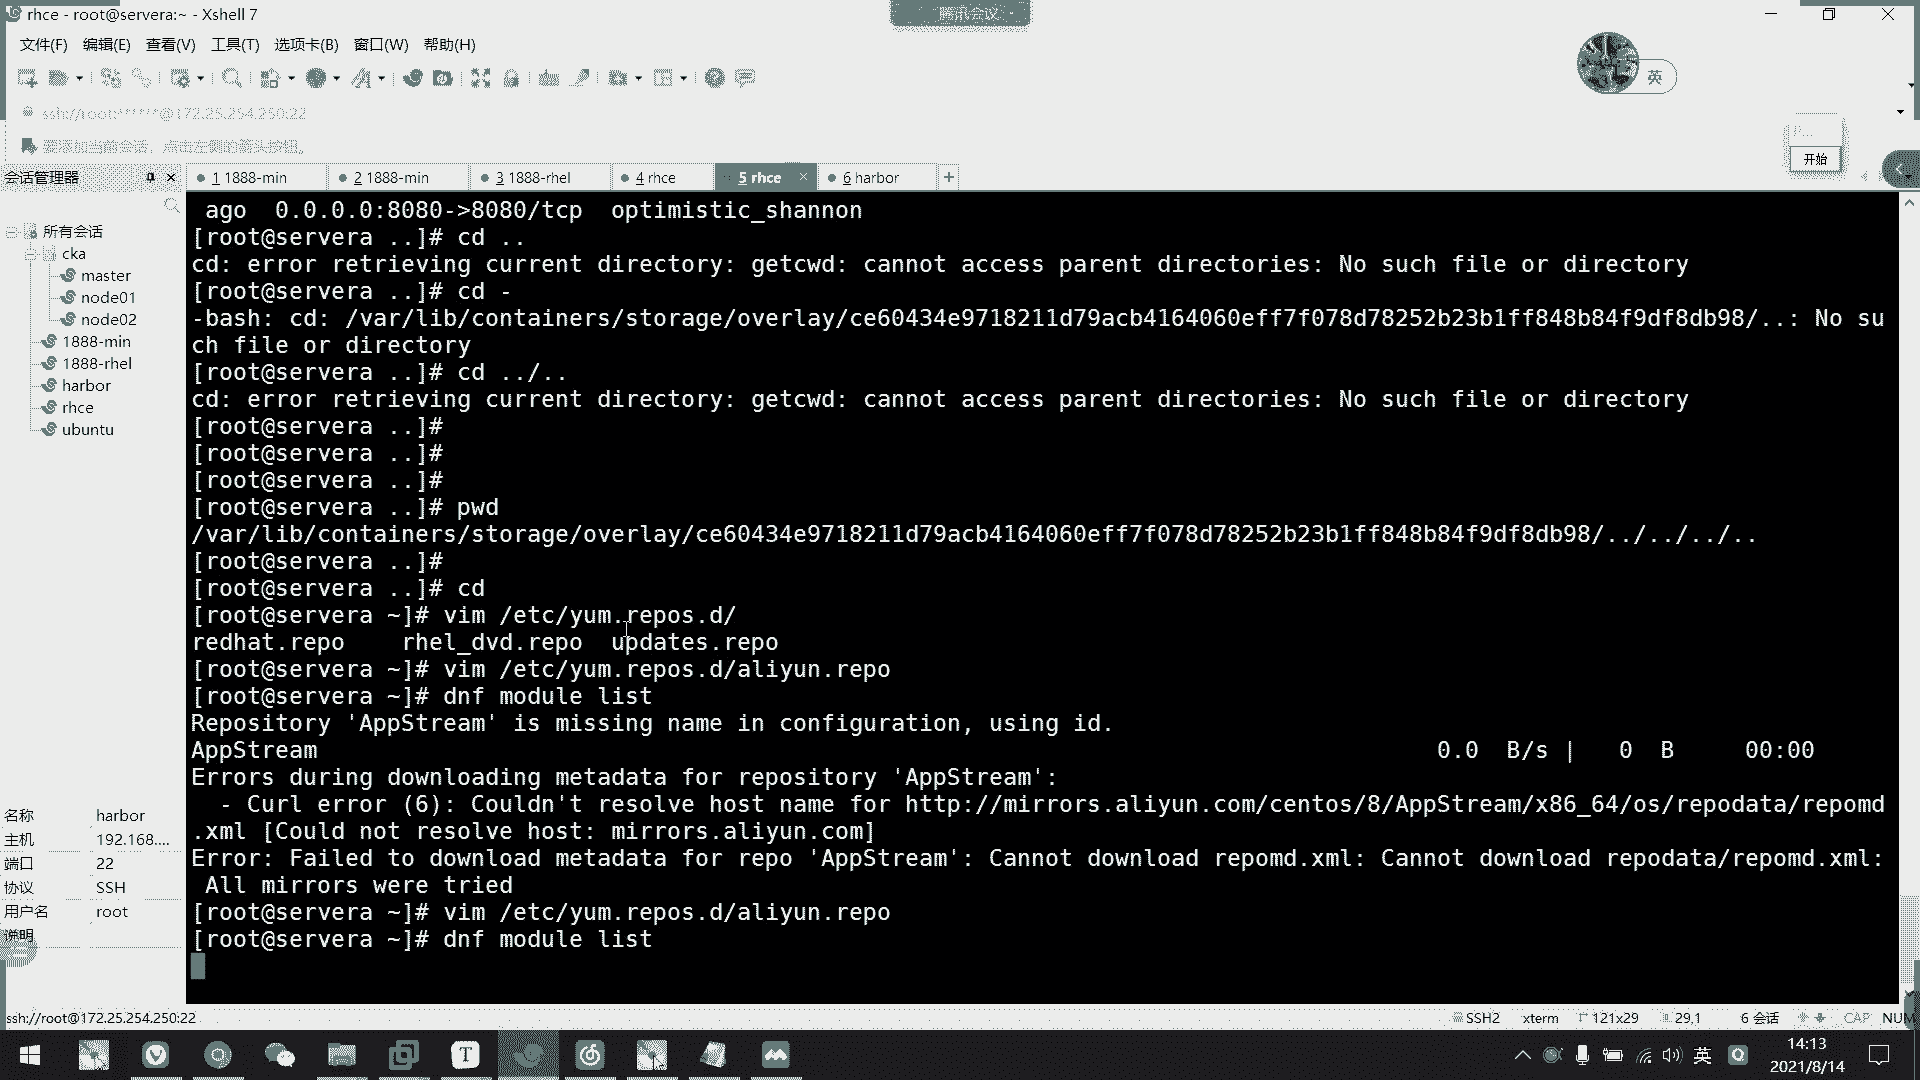 rhce - root@servera:~ - Xshell 7
腾讯会议
文件(F) 编辑(E) 查看(V) 工具(T) 选项卡(B) 窗口(W) 帮助(H)
英
ssh://root:******@172.25.254.250:22
要添加当前会话，点击左侧的箭头按钮。
开始
会话管理器
1 1888-min
2 1888-min
3 1888-rhel
4 rhce
5 rhce
6 harbor
所有会话
cka
master
node01
node02
1888-min
1888-rhel
harbor
rhce
ubuntu
名称 harbor
主机 192.168....
端口 22
协议 SSH
用户名 root
说明
 ago  0.0.0.0:8080->8080/tcp  optimistic_shannon
[root@servera ..]# cd ..
cd: error retrieving current directory: getcwd: cannot access parent directories: No such file or directory
[root@servera ..]# cd -
-bash: cd: /var/lib/containers/storage/overlay/ce60434e9718211d79acb4164060eff7f078d78252b23b1ff848b84f9df8db98/..: No su
ch file or directory
[root@servera ..]# cd ../..
cd: error retrieving current directory: getcwd: cannot access parent directories: No such file or directory
[root@servera ..]#
[root@servera ..]#
[root@servera ..]#
[root@servera ..]# pwd
/var/lib/containers/storage/overlay/ce60434e9718211d79acb4164060eff7f078d78252b23b1ff848b84f9df8db98/../../../..
[root@servera ..]#
[root@servera ..]# cd
[root@servera ~]# vim /etc/yum.repos.d/
redhat.repo    rhel_dvd.repo  updates.repo
[root@servera ~]# vim /etc/yum.repos.d/aliyun.repo
[root@servera ~]# dnf module list
Repository 'AppStream' is missing name in configuration, using id.
AppStream 0.0  B/s |   0  B     00:00
Errors during downloading metadata for repository 'AppStream':
  - Curl error (6): Couldn't resolve host name for http://mirrors.aliyun.com/centos/8/AppStream/x86_64/os/repodata/repomd
.xml [Could not resolve host: mirrors.aliyun.com]
Error: Failed to download metadata for repo 'AppStream': Cannot download repomd.xml: Cannot download repodata/repomd.xml:
 All mirrors were tried
[root@servera ~]# vim /etc/yum.repos.d/aliyun.repo
[root@servera ~]# dnf module list
ssh://root@172.25.254.250:22
SSH2 xterm 121x29 29,1 6 会话 CAP NUM
英
14:13
2021/8/14